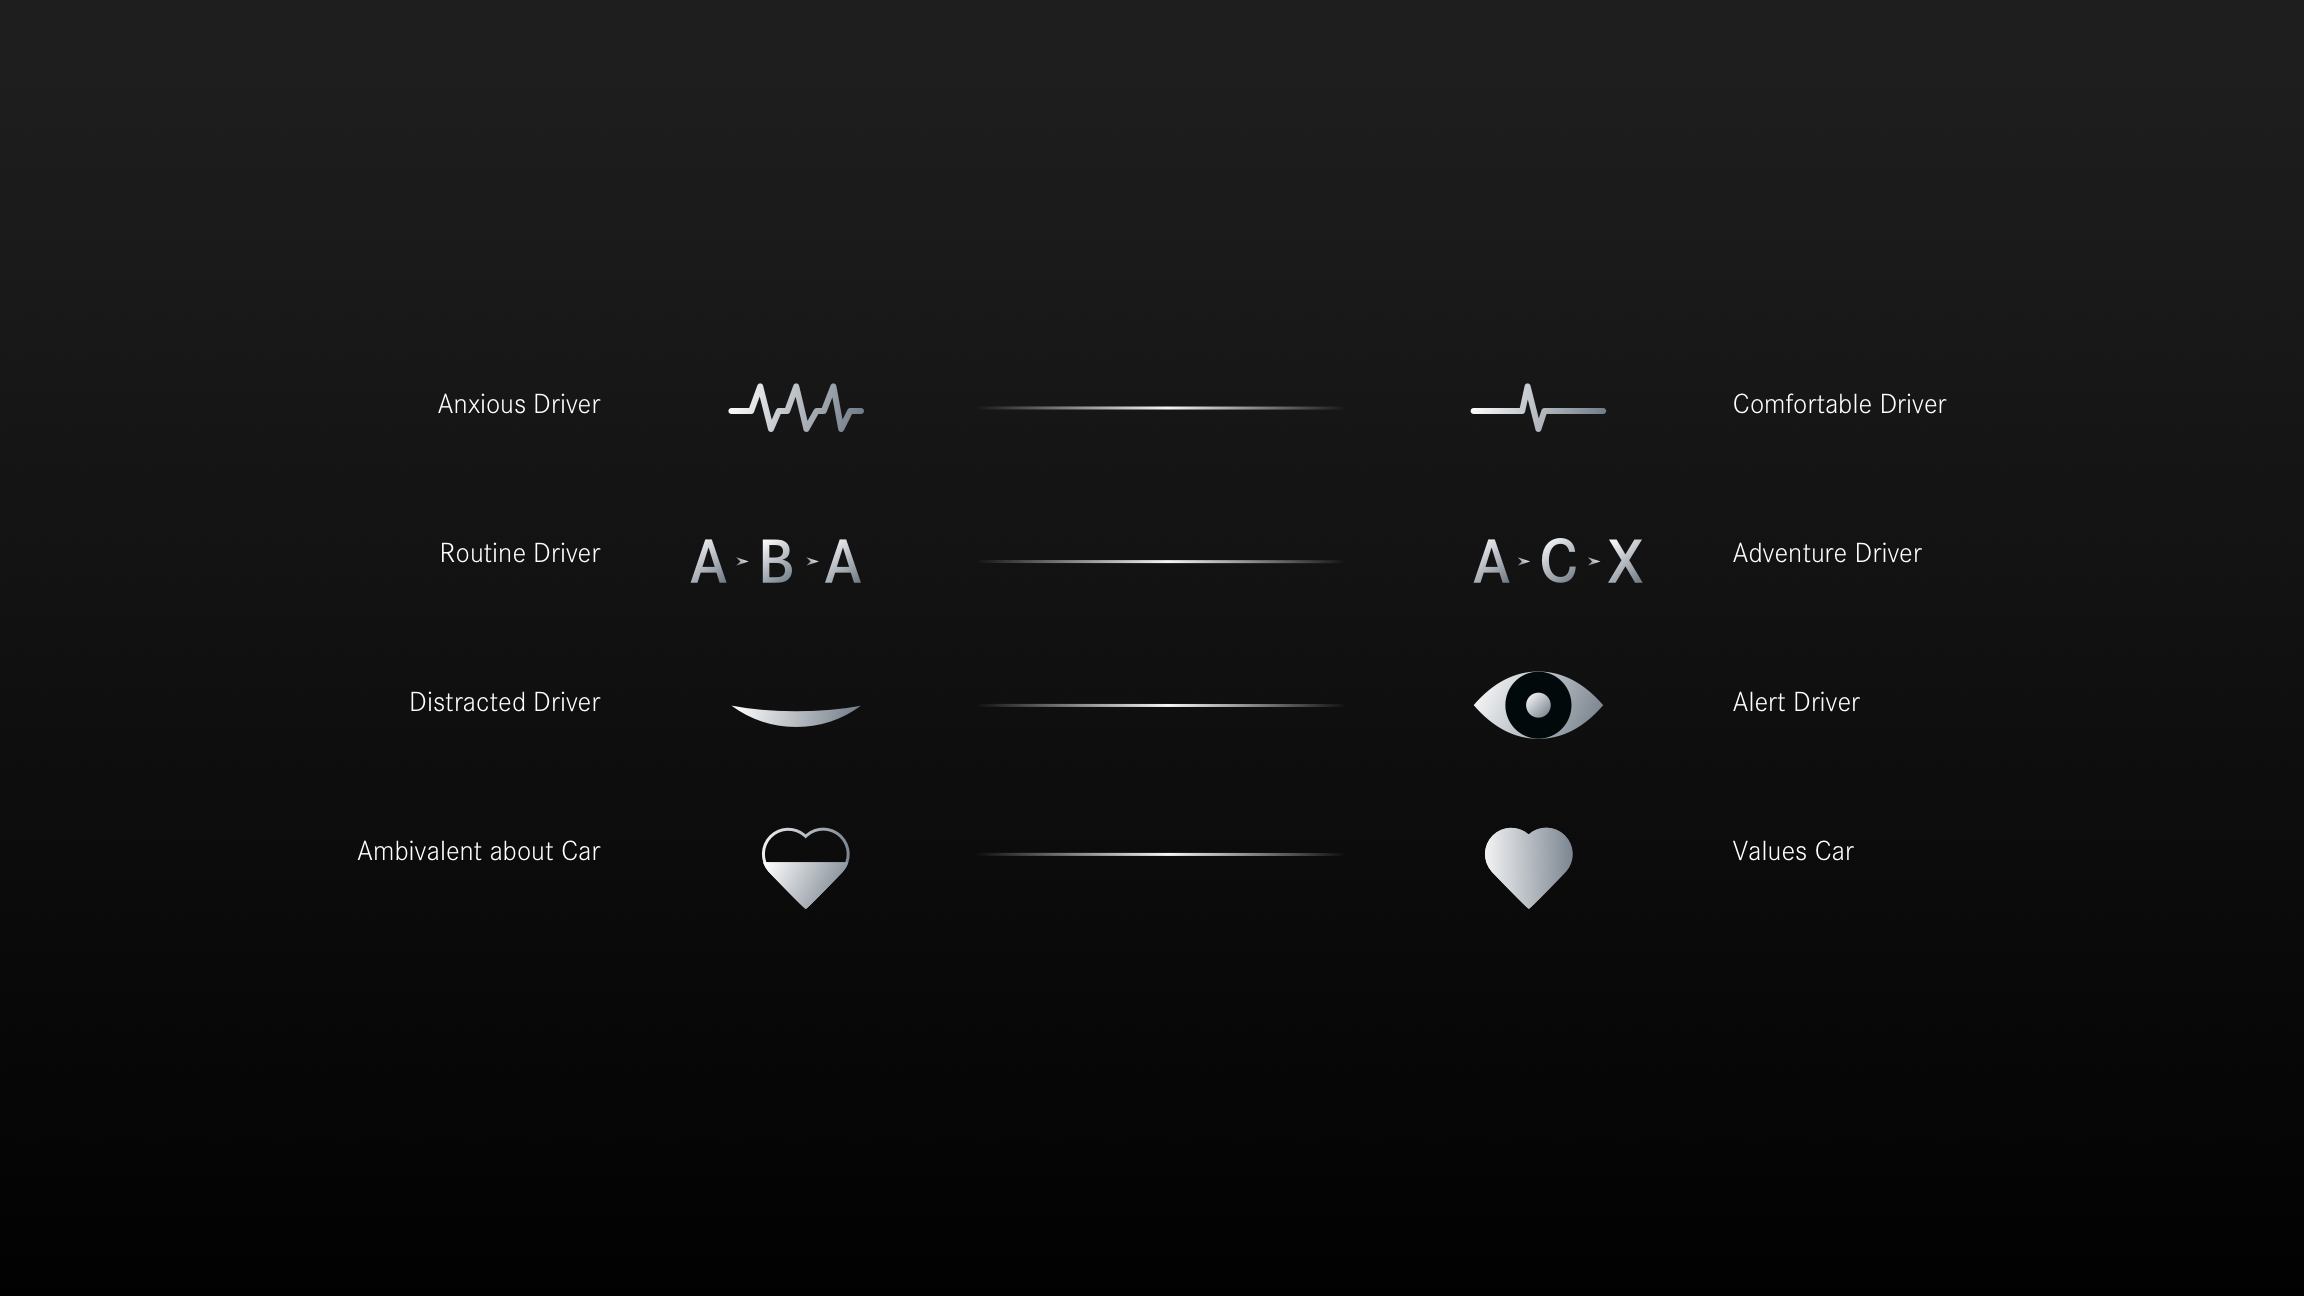 Anxious Driver Comfortable Driver
Routine Driver A ➤ B ➤ A A ➤ C ➤ X Adventure Driver
Distracted Driver Alert Driver
Ambivalent about Car Values Car